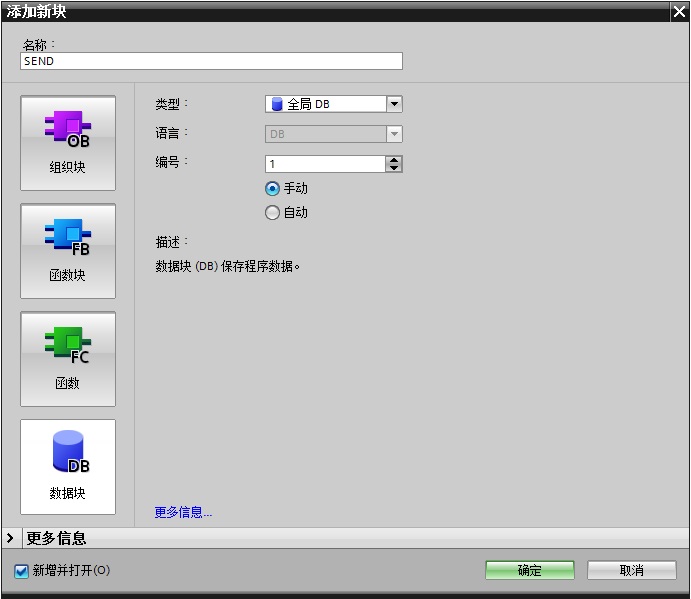 添加新块
名称：
SEND
OB
组织块
FB
函数块
FC
函数
DB
数据块
类型：
全局 DB
语言：
DB
编号：
1
手动
自动
描述：
数据块 (DB) 保存程序数据。
更多信息...
更多信息
新增并打开(O)
确定
取消